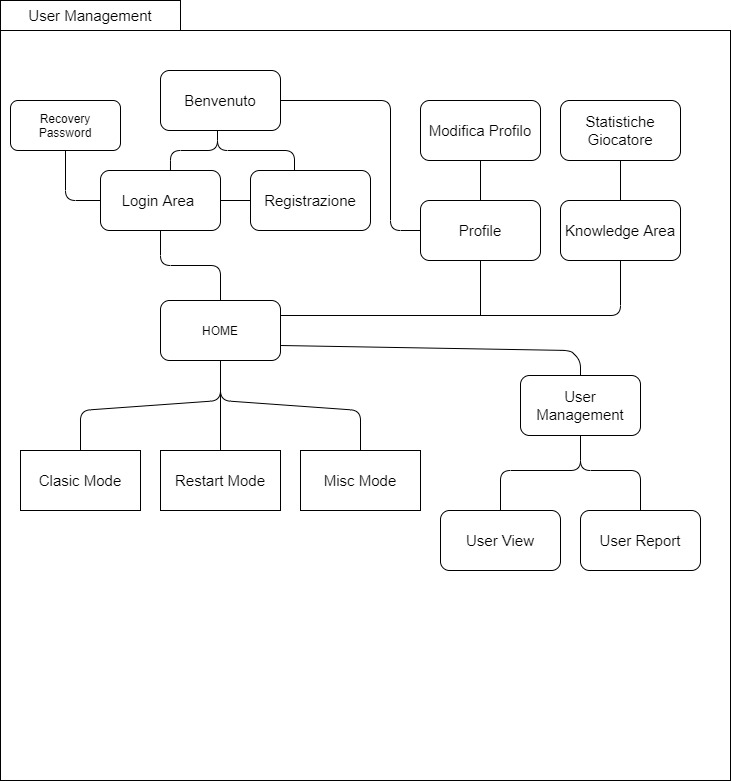 User Management
Benvenuto
Recovery
Password
Modifica Profilo
Statistiche
Giocatore
Login Area
Registrazione
Profile
Knowledge Area
HOME
User
Management
Clasic Mode
Restart Mode
Misc Mode
User View
User Report